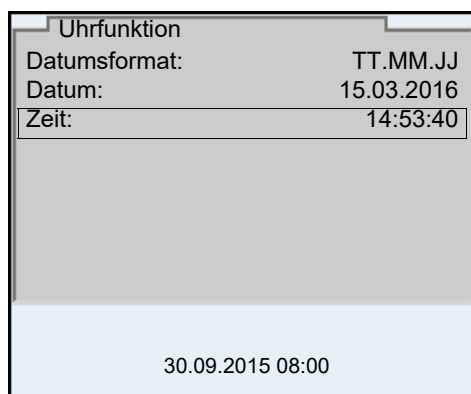 Uhrfunktion
Datumsformat: TT.MM.JJ
Datum: 15.03.2016
Zeit: 14:53:40
30.09.2015 08:00